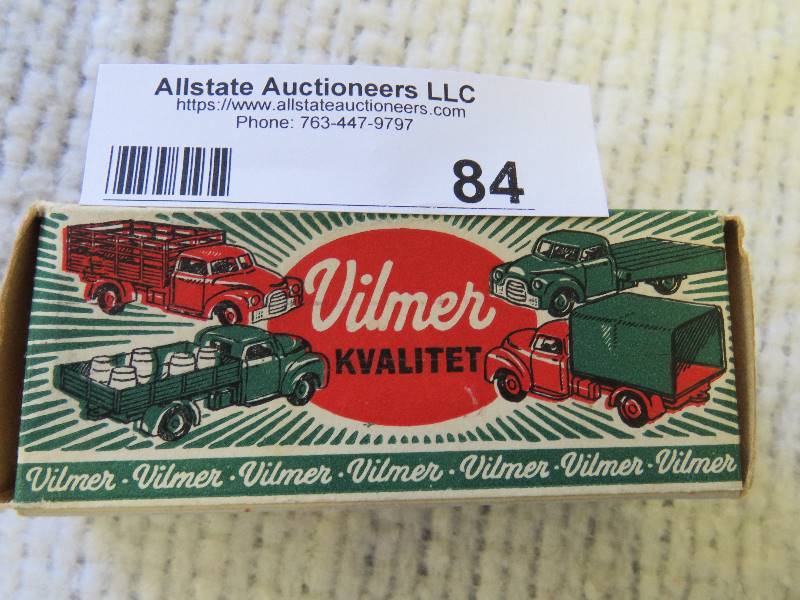 Allstate Auctioneers LLC
https://www.allstateauctioneers.com
Phone: 763-447-9797
84
Vilmer
KVALITET
Vilmer · Vilmer · Vilmer · Vilmer · Vilmer · Vilmer · Vilmer